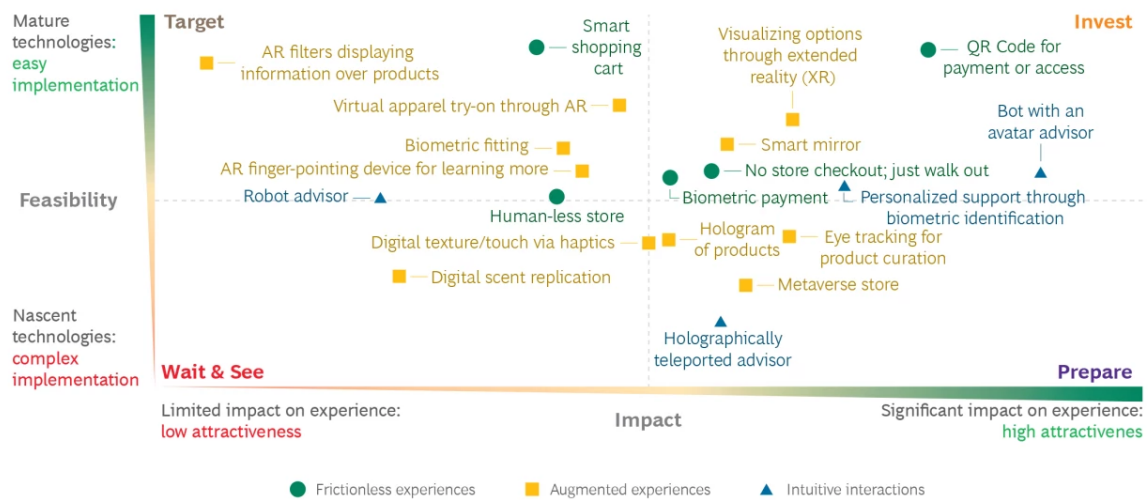 Mature
technologies:
easy
implementation
Target
Invest
AR filters displaying
information over products
Smart
shopping
cart
Visualizing options
through extended
reality (XR)
QR Code for
payment or access
Virtual apparel try-on through AR
Bot with an
avatar advisor
Biometric fitting
Smart mirror
AR finger-pointing device for learning more
No store checkout; just walk out
Feasibility
Robot advisor
Human-less store
Biometric payment
Personalized support through
biometric identification
Digital texture/touch via haptics
Hologram
of products
Eye tracking for
product curation
Digital scent replication
Metaverse store
Nascent
technologies:
complex
implementation
Holographically
teleported advisor
Wait & See
Prepare
Limited impact on experience:
low attractiveness
Impact
Significant impact on experience:
high attractivenes
Frictionless experiences
Augmented experiences
Intuitive interactions